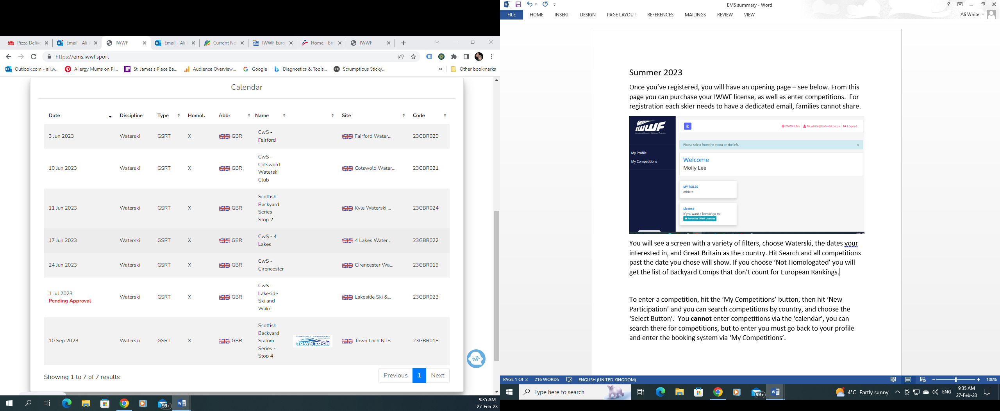 Pizza Delive
Email - Ali W
IWWF
Email - Ali
Current Ne
IWWF Euro
Home - Bri
IWWF
https://ems.iwwf.sport
Outlook.com - ali.w...
Allergy Mums on Pi...
St. James's Place Ba...
Audience Overview...
Google
Diagnostics & Tools...
Scrumptious Sticky...
»
Other bookmarks
Calendar
Date Discipline Type Homol. Abbr Name Site Code
3 Jun 2023 Waterski GSRT X GBR CwS - Fairford Fairford Water... 23GBR020
10 Jun 2023 Waterski GSRT X GBR CwS - Cotswold Waterski Club Cotswold Water... 23GBR021
11 Jun 2023 Waterski GSRT X GBR Scottish Backyard Series Stop 2 Kyle Waterski ... 23GBR024
17 Jun 2023 Waterski GSRT X GBR CwS - 4 Lakes 4 Lakes Water ... 23GBR022
24 Jun 2023 Waterski GSRT X GBR CwS - Cirencester Cirencester Wa... 23GBR019
1 Jul 2023 Pending Approval Waterski GSRT X GBR CwS - Lakeside Ski and Wake Lakeside Ski &... 23GBR023
10 Sep 2023 Waterski GSRT X GBR Scottish Backyard Slalom Series - Stop 4 TOWN LOCH NATIONAL TRAINING SITE Town Loch NTS 23GBR018
Showing 1 to 7 of 7 results
Previous 1 Next
99+
9:35 AM
27-Feb-23
EMS summary - Word
FILE HOME INSERT DESIGN PAGE LAYOUT REFERENCES MAILINGS REVIEW VIEW
Ali White
Summer 2023
Once you've registered, you will have an opening page – see below. From this
page you can purchase your IWWF license, as well as enter competitions.  For
registration each skier needs to have a dedicated email, families cannot share.
IWWF
International Waterski & Wakeboard Federation
IWWF EMS Ali.white@hotmail.co.uk Logout
Please select from the menu on the left.
My Profile
My Competitions
Welcome
Molly Lee
MY ROLES
Athlete
License
If you want a license go to
Purchase IWWF Licenses
You will see a screen with a variety of filters, choose Waterski, the dates your
interested in, and Great Britain as the country. Hit Search and all competitions
past the date you chose will show. If you choose 'Not Homologated' you will
get the list of Backyard Comps that don't count for European Rankings.
To enter a competition, hit the 'My Competitions' button, then hit 'New
Participation' and you can search competitions by country, and choose the
'Select Button'.  You cannot enter competitions via the 'calendar', you can
search there for competitions, but to enter you must go back to your profile
and enter the booking system via 'My Competitions'.
PAGE 1 OF 2 216 WORDS ENGLISH (UNITED KINGDOM) 100%
Type here to search
99+
4°C Partly sunny
ENG
9:35 AM
27-Feb-23